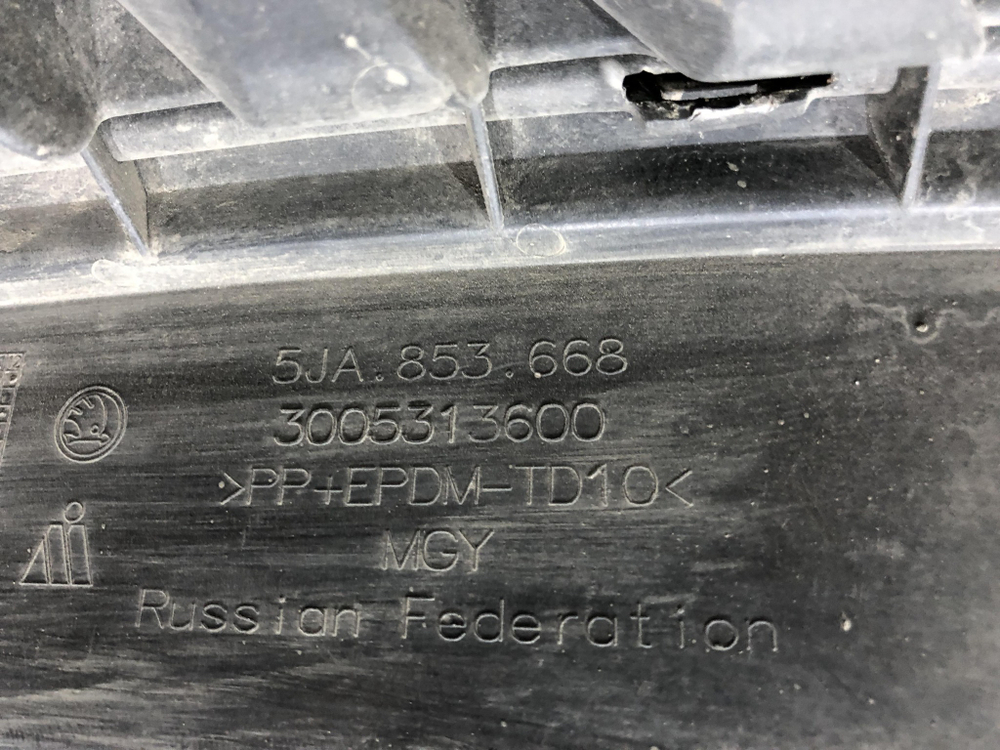 5JA.853.668
3005313600
>PP+EPDM-TD10<
MGY
Russian Federation